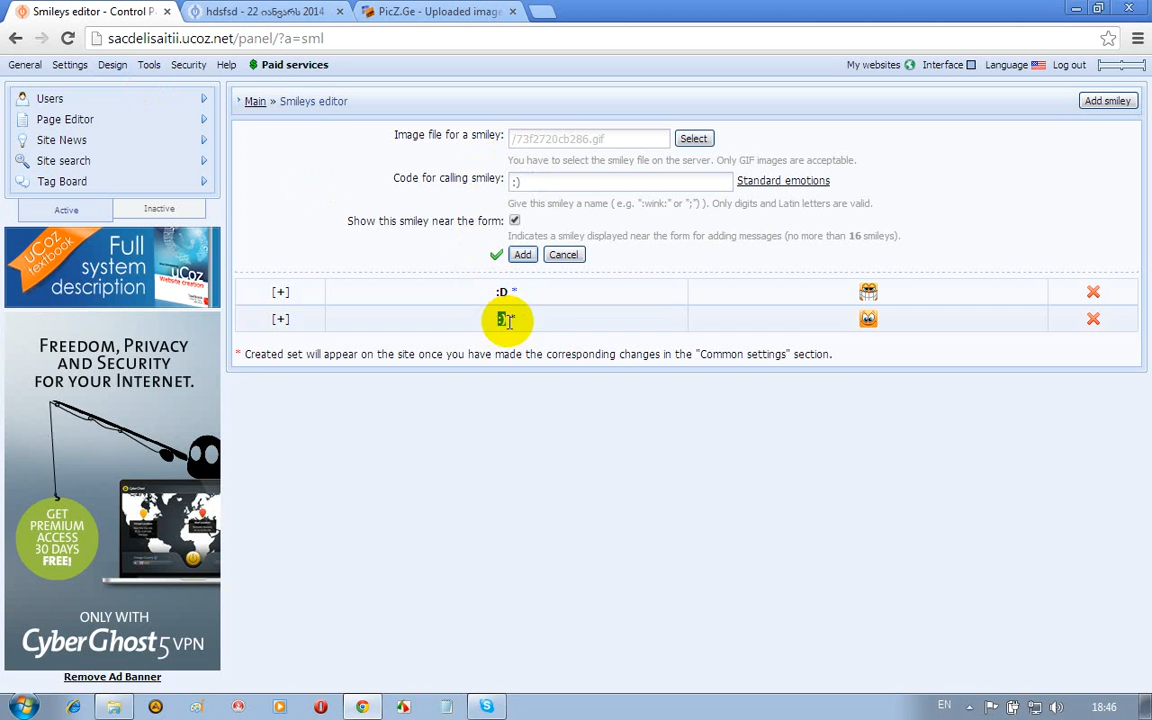 Smileys editor - Control P
hdsfsd - 22 იანვარს 2014
PicZ.Ge - Uploaded image
sacdelisaitii.ucoz.net/panel/?a=sml
General Settings Design Tools Security Help $ Paid services
My websites Interface Language Log out
Users
Page Editor
Site News
Site search
Tag Board
Active
Inactive
Main » Smileys editor
Add smiley
Image file for a smiley: /73f2720cb286.gif Select
You have to select the smiley file on the server. Only GIF images are acceptable.
Code for calling smiley: :) Standard emotions
Give this smiley a name ( e.g. ":wink:" or ";") ). Only digits and Latin letters are valid.
Show this smiley near the form:
Indicates a smiley displayed near the form for adding messages (no more than 16 smileys).
Add Cancel
[+] :D *
[+] :) *
* Created set will appear on the site once you have made the corresponding changes in the "Common settings" section.
uCoz
textbook
Full
system
description
uCoz
FREEDOM, PRIVACY
AND SECURITY
FOR YOUR INTERNET.
GET
PREMIUM
ACCESS
30 DAYS
FREE!
ONLY WITH
CyberGhost 5 VPN
Remove Ad Banner
EN
18:46